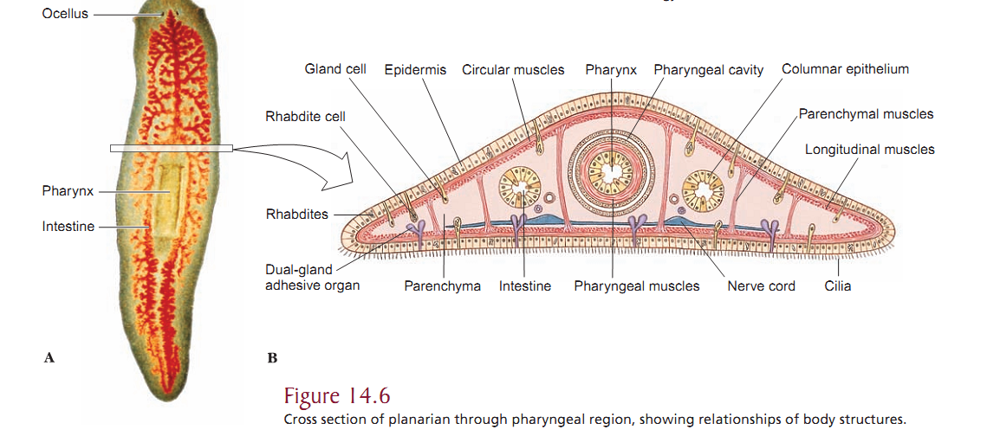 Ocellus
Gland cell
Epidermis
Circular muscles
Pharynx
Pharyngeal cavity
Columnar epithelium
Rhabdite cell
Parenchymal muscles
Longitudinal muscles
Pharynx
Intestine
Rhabdites
Dual-gland
adhesive organ
Parenchyma
Intestine
Pharyngeal muscles
Nerve cord
Cilia
A
B
Figure 14.6
Cross section of planarian through pharyngeal region, showing relationships of body structures.